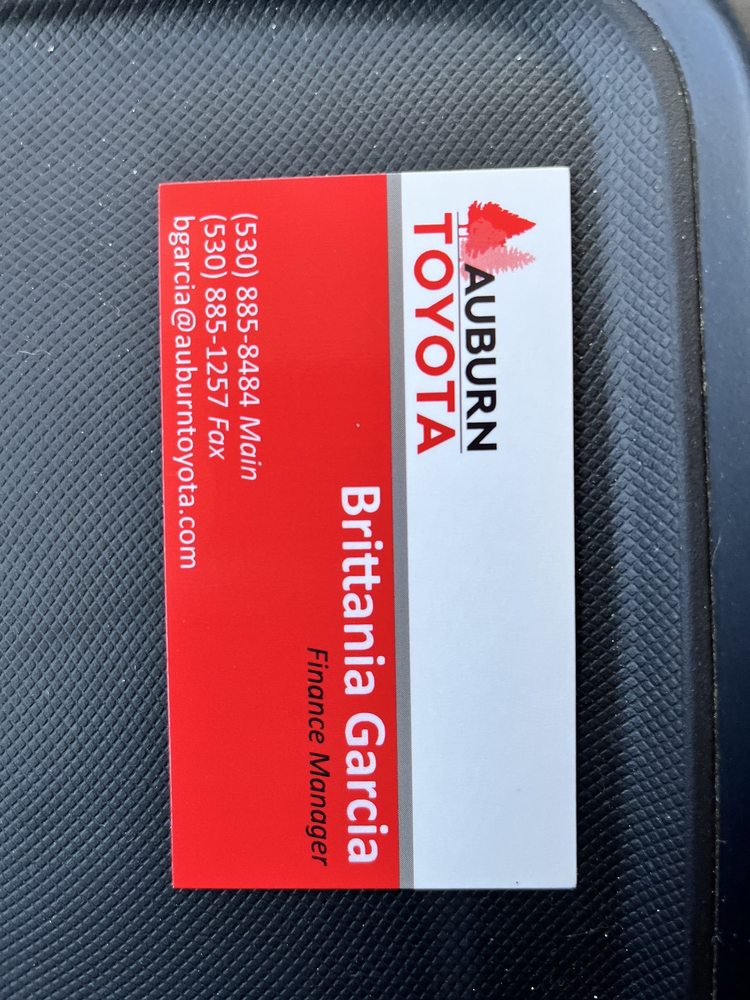 AUBURN
TOYOTA
Brittania Garcia
Finance Manager
(530) 885-8484 Main
(530) 885-1257 Fax
bgarcia@auburntoyota.com